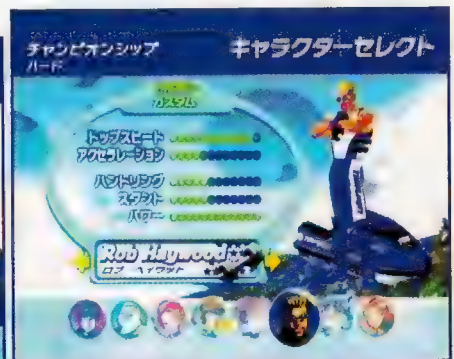 チャンピオンシップ
ハード
キャラクターセレクト
カスタム
トップスピード
アクセラレーション
ハンドリング
スタント
パワー
Rob Haywood
ロブ ヘイウッド